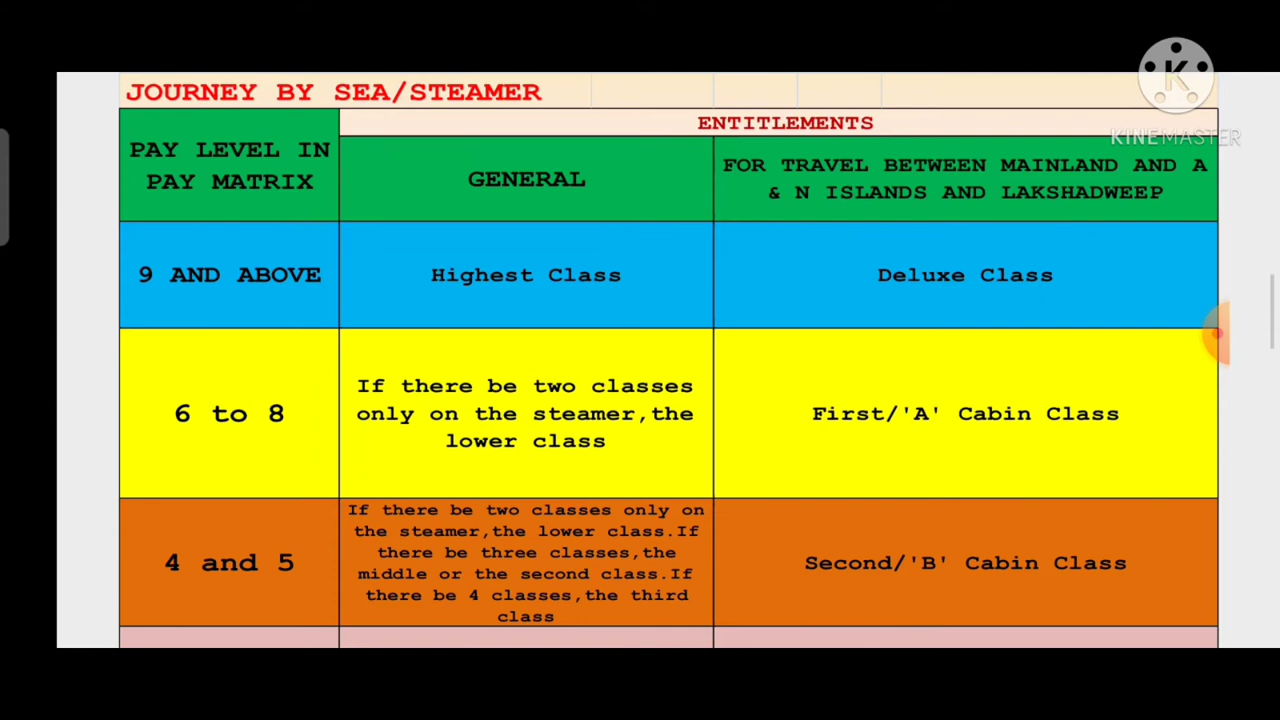 JOURNEY BY SEA/STEAMER
ENTITLEMENTS
PAY LEVEL IN
PAY MATRIX
GENERAL
FOR TRAVEL BETWEEN MAINLAND AND A
& N ISLANDS AND LAKSHADWEEP
9 AND ABOVE
Highest Class
Deluxe Class
6 to 8
If there be two classes
only on the steamer,the
lower class
First/'A' Cabin Class
4 and 5
If there be two classes only on
the steamer,the lower class.If
there be three classes,the
middle or the second class.If
there be 4 classes,the third
class
Second/'B' Cabin Class
K
KINEMASTER